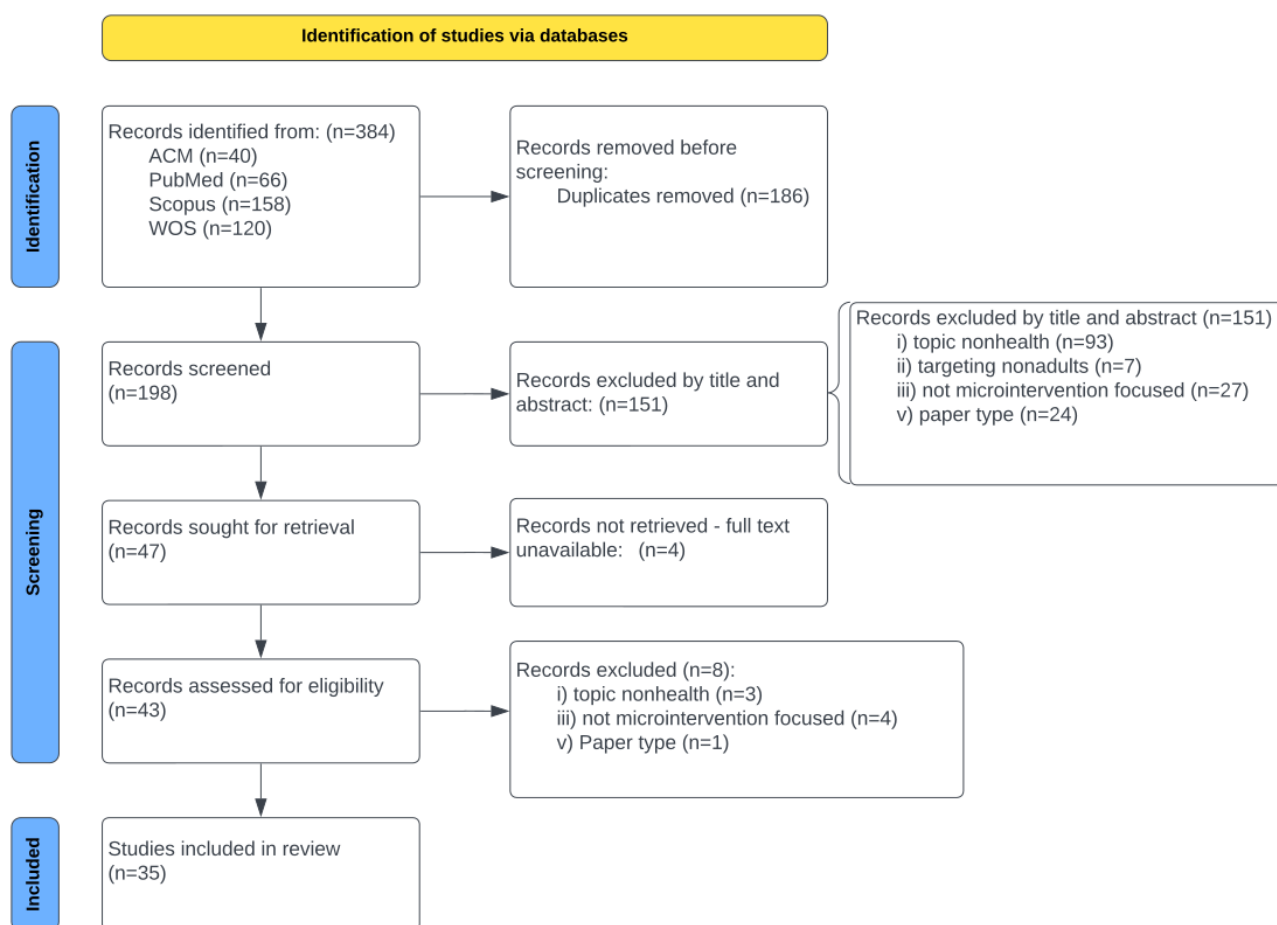 Identification of studies via databases
Identification
Records identified from: (n=384)
ACM (n=40)
PubMed (n=66)
Scopus (n=158)
WOS (n=120)
Records removed before
screening:
Duplicates removed (n=186)
Screening
Records screened
(n=198)
Records excluded by title and
abstract: (n=151)
Records excluded by title and abstract (n=151)
i) topic nonhealth (n=93)
ii) targeting nonadults (n=7)
iii) not microintervention focused (n=27)
v) paper type (n=24)
Records sought for retrieval
(n=47)
Records not retrieved - full text
unavailable: (n=4)
Records assessed for eligibility
(n=43)
Records excluded (n=8):
i) topic nonhealth (n=3)
iii) not microintervention focused (n=4)
v) Paper type (n=1)
Included
Studies included in review
(n=35)